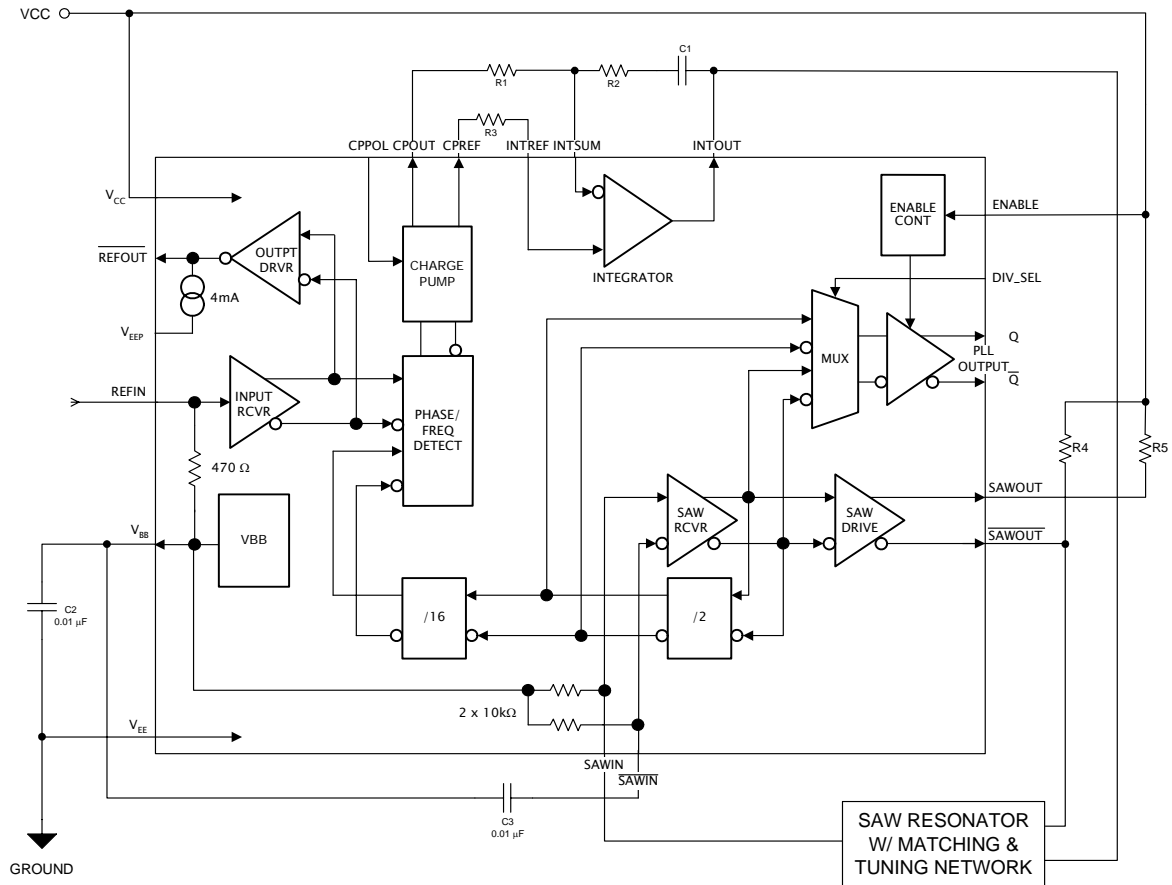 VCC
C1
R1
R2
R3
CPPOL CPOUT CPREF INTREF INTSUM INTOUT
VCC
REFOUT
OUTPT
DRVR
4mA
VEEP
CHARGE
PUMP
INTEGRATOR
ENABLE
CONT
ENABLE
DIV_SEL
MUX
Q
PLL
OUTPUT
Q
REFIN
INPUT
RCVR
470 Ω
PHASE/
FREQ
DETECT
R4
R5
VBB
VBB
SAW
RCVR
SAW
DRIVE
SAWOUT
SAWOUT
C2
0.01 µF
/16
/2
2 x 10kΩ
VEE
SAWIN
SAWIN
C3
0.01 µF
GROUND
SAW RESONATOR
W/ MATCHING &
TUNING NETWORK